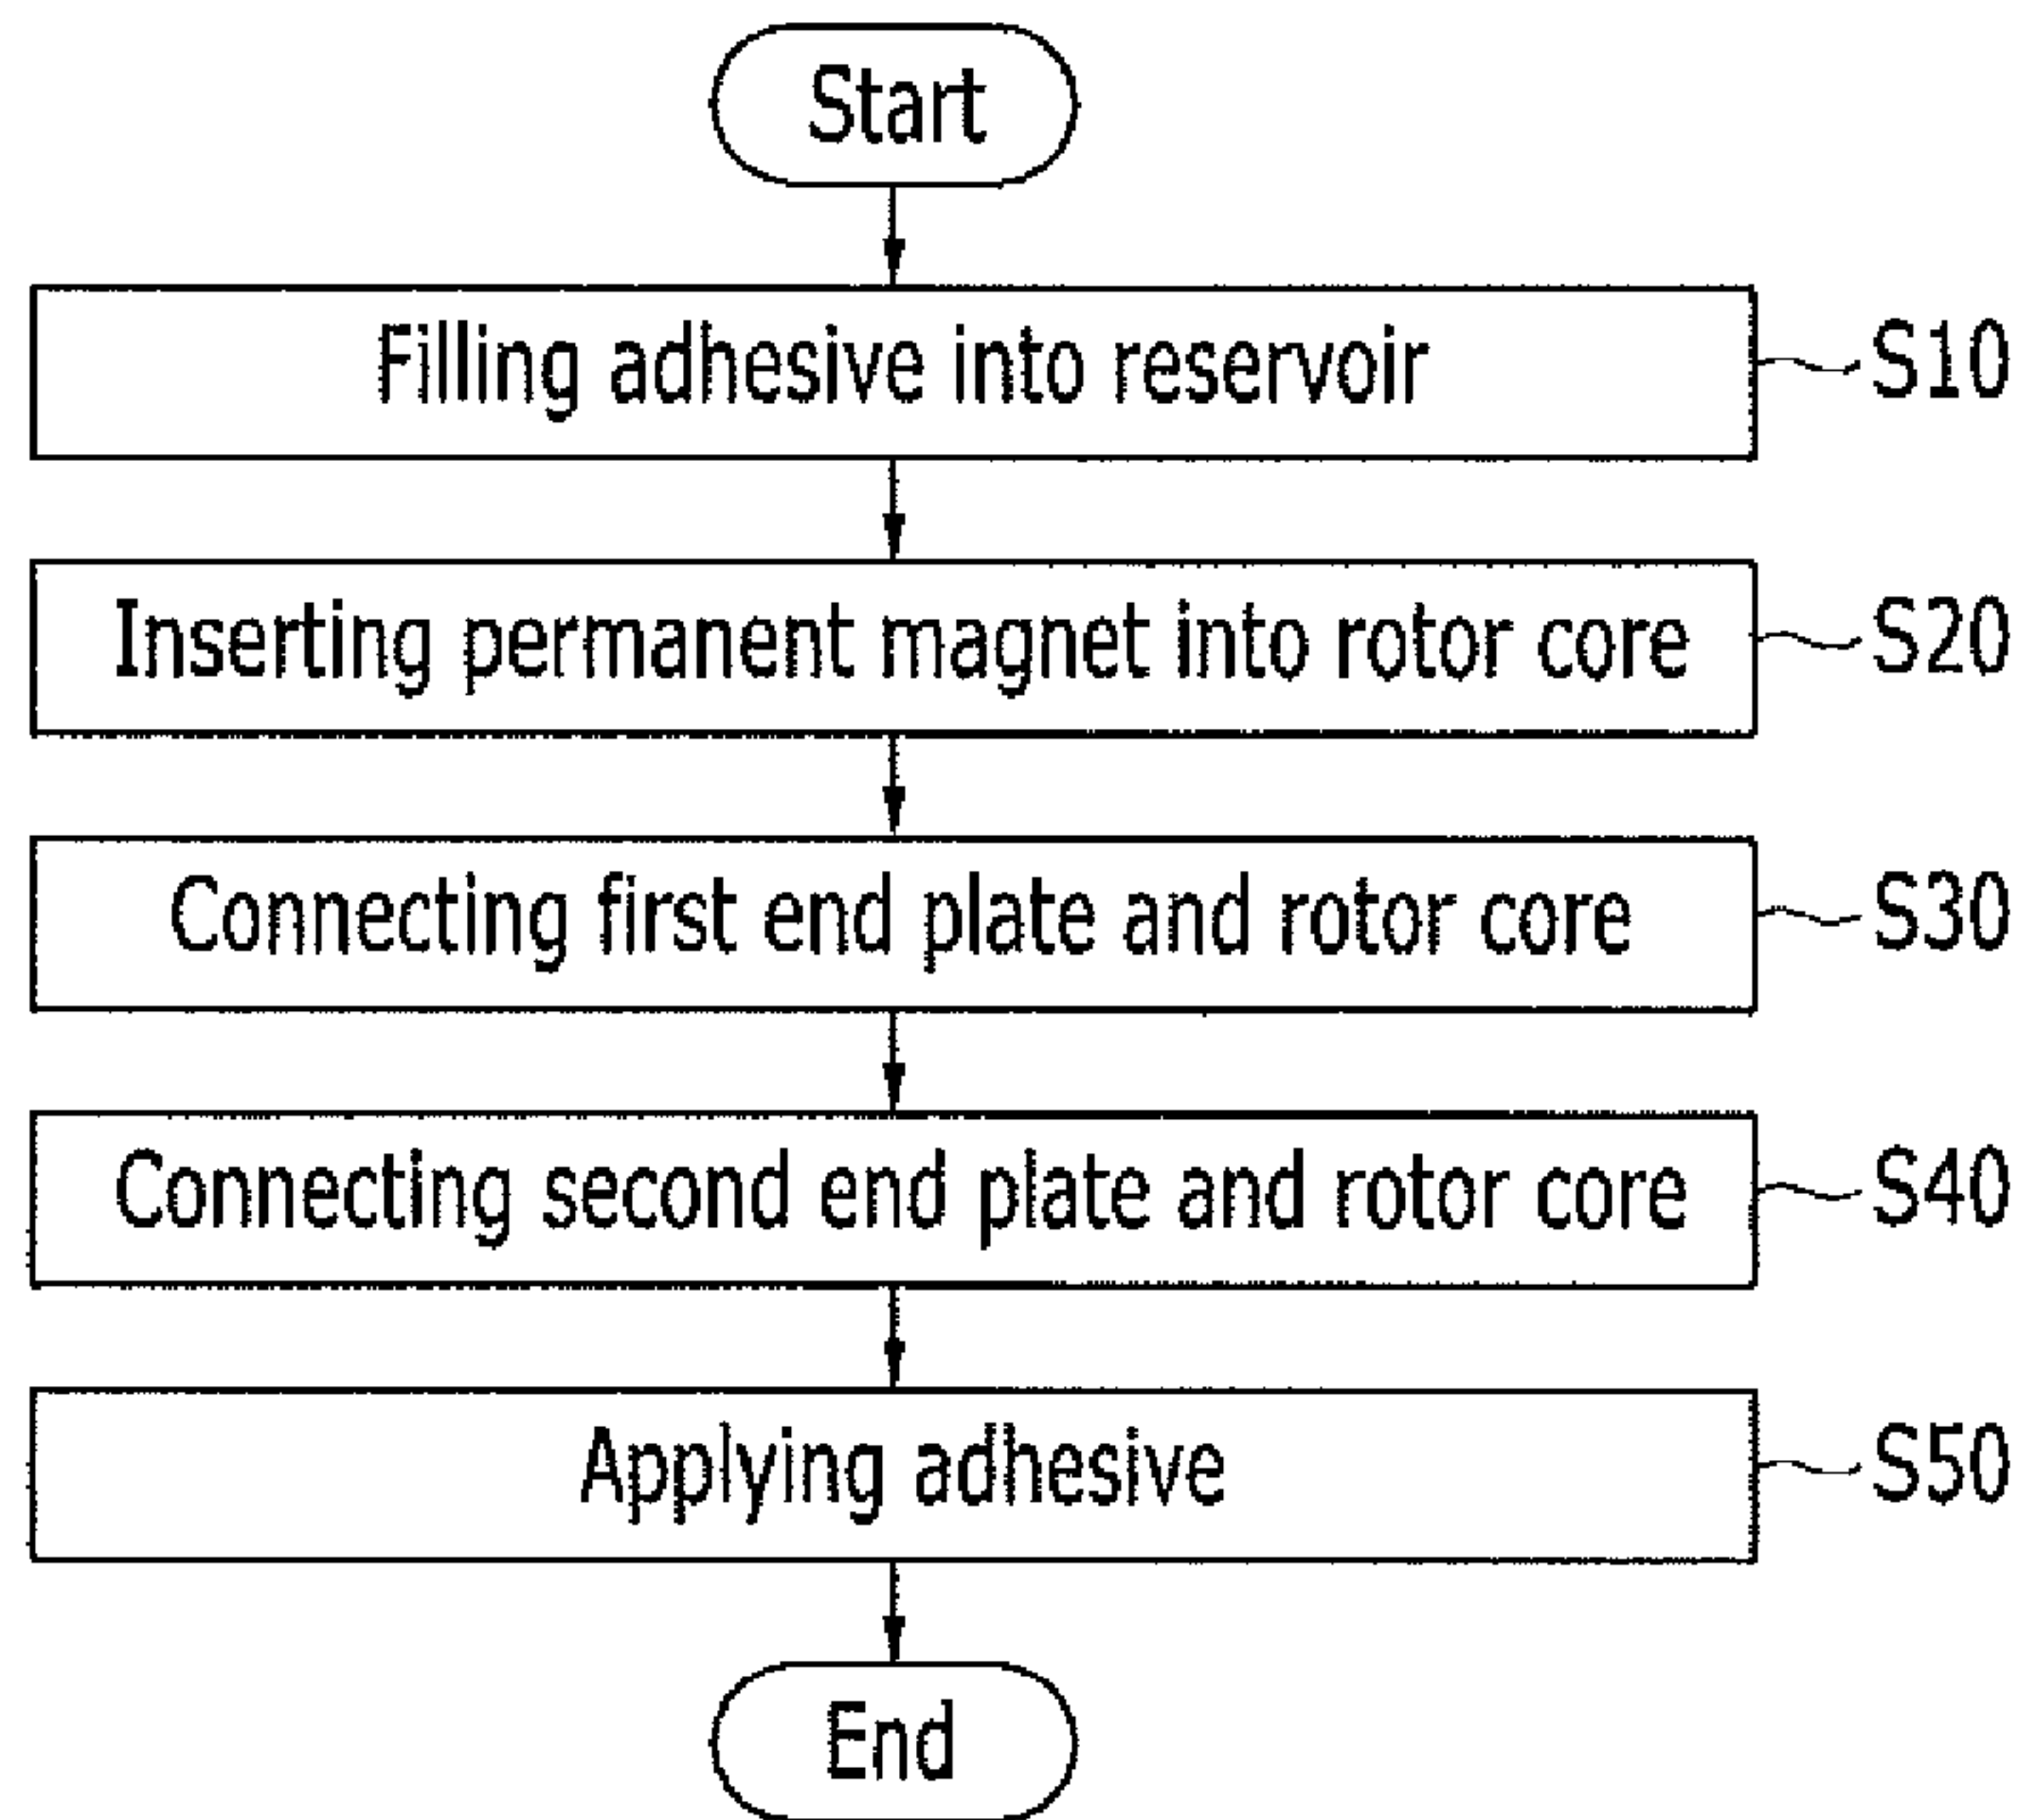 Start
Filling adhesive into reservoir S10
Inserting permanent magnet into rotor core S20
Connecting first end plate and rotor core S30
Connecting second end plate and rotor core S40
Applying adhesive S50
End